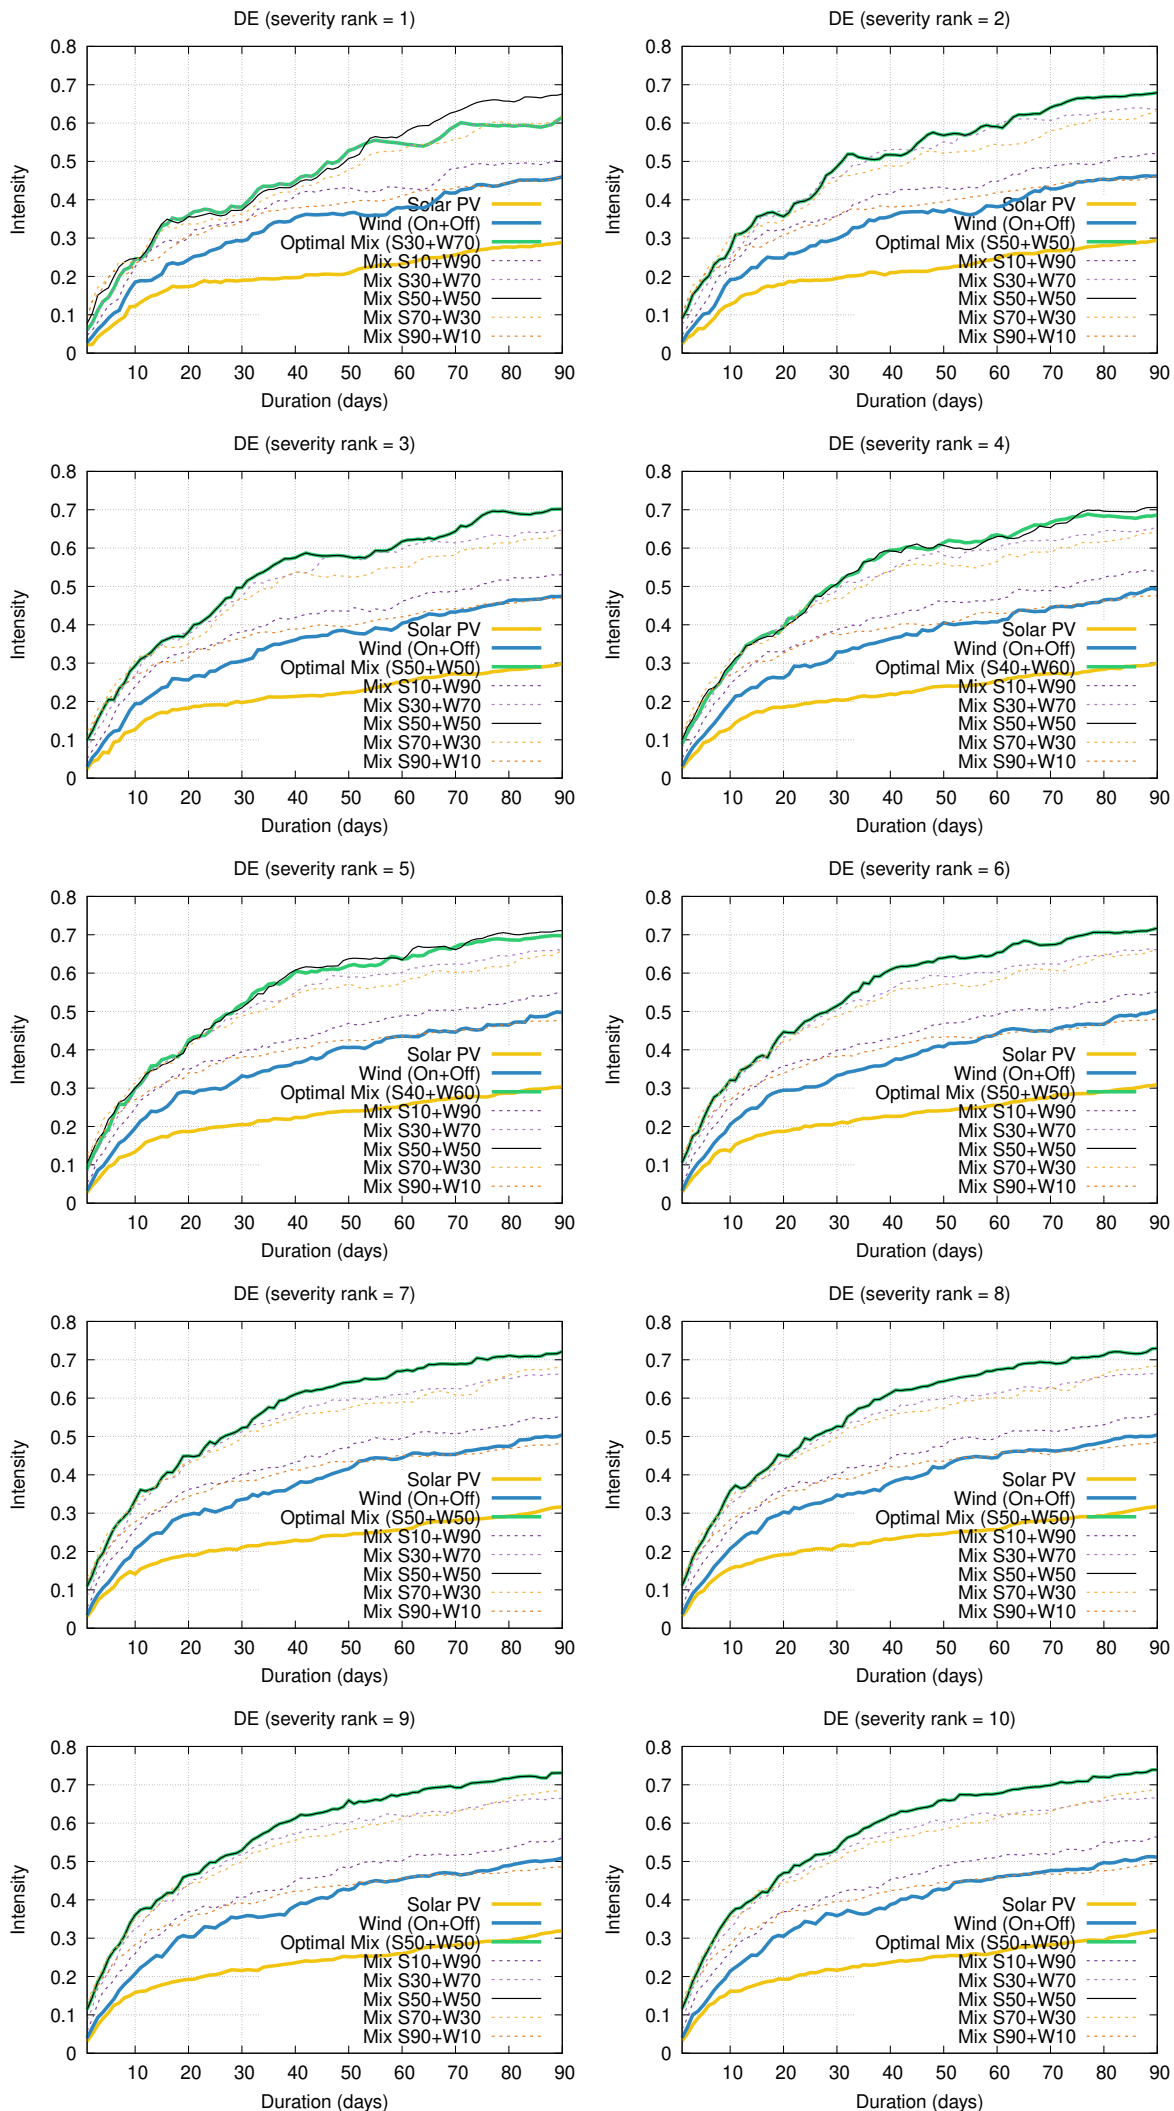 DE (severity rank = 1)
0.8
0.7
0.6
0.5
0.4
0.3
0.2
0.1
0
Intensity
Solar PV
Wind (On+Off)
Optimal Mix (S30+W70)
Mix S10+W90
Mix S30+W70
Mix S50+W50
Mix S70+W30
Mix S90+W10
10 20 30 40 50 60 70 80 90
Duration (days)
DE (severity rank = 2)
0.8
0.7
0.6
0.5
0.4
0.3
0.2
0.1
0
Intensity
Solar PV
Wind (On+Off)
Optimal Mix (S50+W50)
Mix S10+W90
Mix S30+W70
Mix S50+W50
Mix S70+W30
Mix S90+W10
10 20 30 40 50 60 70 80 90
Duration (days)
DE (severity rank = 3)
0.8
0.7
0.6
0.5
0.4
0.3
0.2
0.1
0
Intensity
Solar PV
Wind (On+Off)
Optimal Mix (S50+W50)
Mix S10+W90
Mix S30+W70
Mix S50+W50
Mix S70+W30
Mix S90+W10
10 20 30 40 50 60 70 80 90
Duration (days)
DE (severity rank = 4)
0.8
0.7
0.6
0.5
0.4
0.3
0.2
0.1
0
Intensity
Solar PV
Wind (On+Off)
Optimal Mix (S40+W60)
Mix S10+W90
Mix S30+W70
Mix S50+W50
Mix S70+W30
Mix S90+W10
10 20 30 40 50 60 70 80 90
Duration (days)
DE (severity rank = 5)
0.8
0.7
0.6
0.5
0.4
0.3
0.2
0.1
0
Intensity
Solar PV
Wind (On+Off)
Optimal Mix (S40+W60)
Mix S10+W90
Mix S30+W70
Mix S50+W50
Mix S70+W30
Mix S90+W10
10 20 30 40 50 60 70 80 90
Duration (days)
DE (severity rank = 6)
0.8
0.7
0.6
0.5
0.4
0.3
0.2
0.1
0
Intensity
Solar PV
Wind (On+Off)
Optimal Mix (S50+W50)
Mix S10+W90
Mix S30+W70
Mix S50+W50
Mix S70+W30
Mix S90+W10
10 20 30 40 50 60 70 80 90
Duration (days)
DE (severity rank = 7)
0.8
0.7
0.6
0.5
0.4
0.3
0.2
0.1
0
Intensity
Solar PV
Wind (On+Off)
Optimal Mix (S50+W50)
Mix S10+W90
Mix S30+W70
Mix S50+W50
Mix S70+W30
Mix S90+W10
10 20 30 40 50 60 70 80 90
Duration (days)
DE (severity rank = 8)
0.8
0.7
0.6
0.5
0.4
0.3
0.2
0.1
0
Intensity
Solar PV
Wind (On+Off)
Optimal Mix (S50+W50)
Mix S10+W90
Mix S30+W70
Mix S50+W50
Mix S70+W30
Mix S90+W10
10 20 30 40 50 60 70 80 90
Duration (days)
DE (severity rank = 9)
0.8
0.7
0.6
0.5
0.4
0.3
0.2
0.1
0
Intensity
Solar PV
Wind (On+Off)
Optimal Mix (S50+W50)
Mix S10+W90
Mix S30+W70
Mix S50+W50
Mix S70+W30
Mix S90+W10
10 20 30 40 50 60 70 80 90
Duration (days)
DE (severity rank = 10)
0.8
0.7
0.6
0.5
0.4
0.3
0.2
0.1
0
Intensity
Solar PV
Wind (On+Off)
Optimal Mix (S50+W50)
Mix S10+W90
Mix S30+W70
Mix S50+W50
Mix S70+W30
Mix S90+W10
10 20 30 40 50 60 70 80 90
Duration (days)